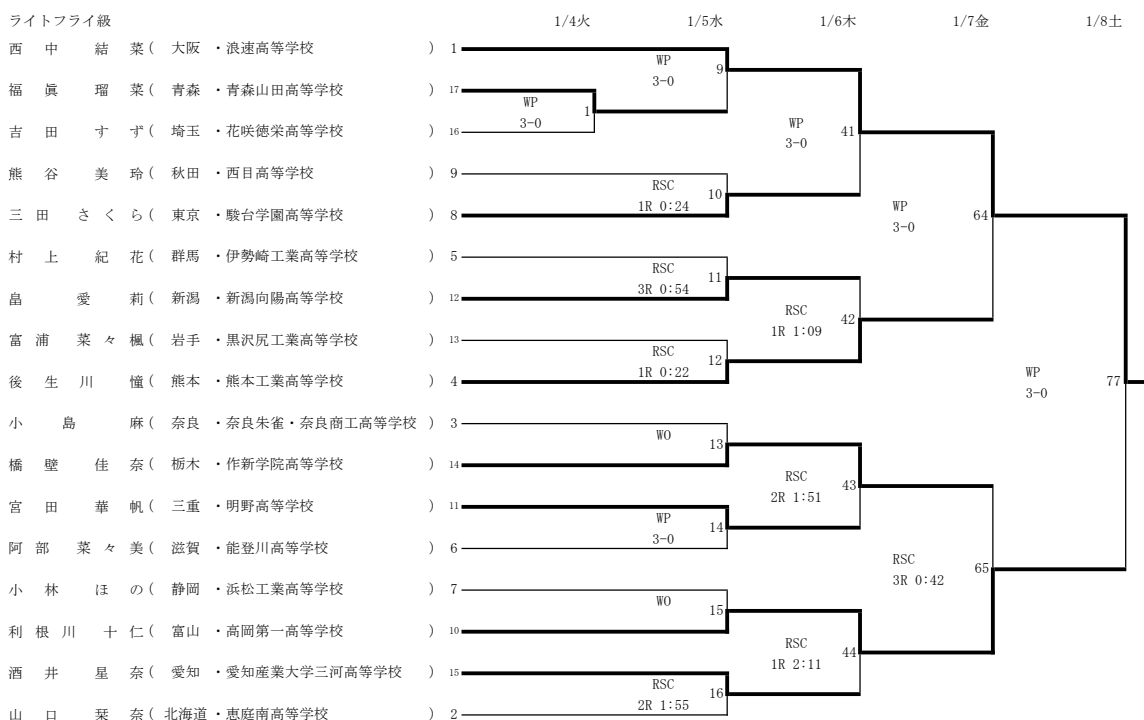 ライトフライ級 1/4火 1/5水 1/6木 1/7金 1/8土
西中 結菜 ( 大阪 ・浪速高等学校 ) 1
WP 3-0 9
福眞 瑠菜 ( 青森 ・青森山田高等学校 ) 17
WP 3-0 1
吉田 すず ( 埼玉 ・花咲徳栄高等学校 ) 16
WP 3-0 41
熊谷 美玲 ( 秋田 ・西目高等学校 ) 9
RSC 1R 0:24 10
三田 さくら ( 東京 ・駿台学園高等学校 ) 8
WP 3-0 64
村上 紀花 ( 群馬 ・伊勢崎工業高等学校 ) 5
RSC 3R 0:54 11
畠 愛莉 ( 新潟 ・新潟向陽高等学校 ) 12
RSC 1R 1:09 42
富浦 菜々楓 ( 岩手 ・黒沢尻工業高等学校 ) 13
RSC 1R 0:22 12
後生川 憧 ( 熊本 ・熊本工業高等学校 ) 4
WP 3-0 77
小島 麻 ( 奈良 ・奈良朱雀・奈良商工高等学校 ) 3
WO 13
橋壁 佳奈 ( 栃木 ・作新学院高等学校 ) 14
RSC 2R 1:51 43
宮田 華帆 ( 三重 ・明野高等学校 ) 11
WP 3-0 14
阿部 菜々美 ( 滋賀 ・能登川高等学校 ) 6
RSC 3R 0:42 65
小林 ほの ( 静岡 ・浜松工業高等学校 ) 7
WO 15
利根川 十仁 ( 富山 ・高岡第一高等学校 ) 10
RSC 1R 2:11 44
酒井 星奈 ( 愛知 ・愛知産業大学三河高等学校 ) 15
RSC 2R 1:55 16
山口 栞奈 ( 北海道 ・恵庭南高等学校 ) 2